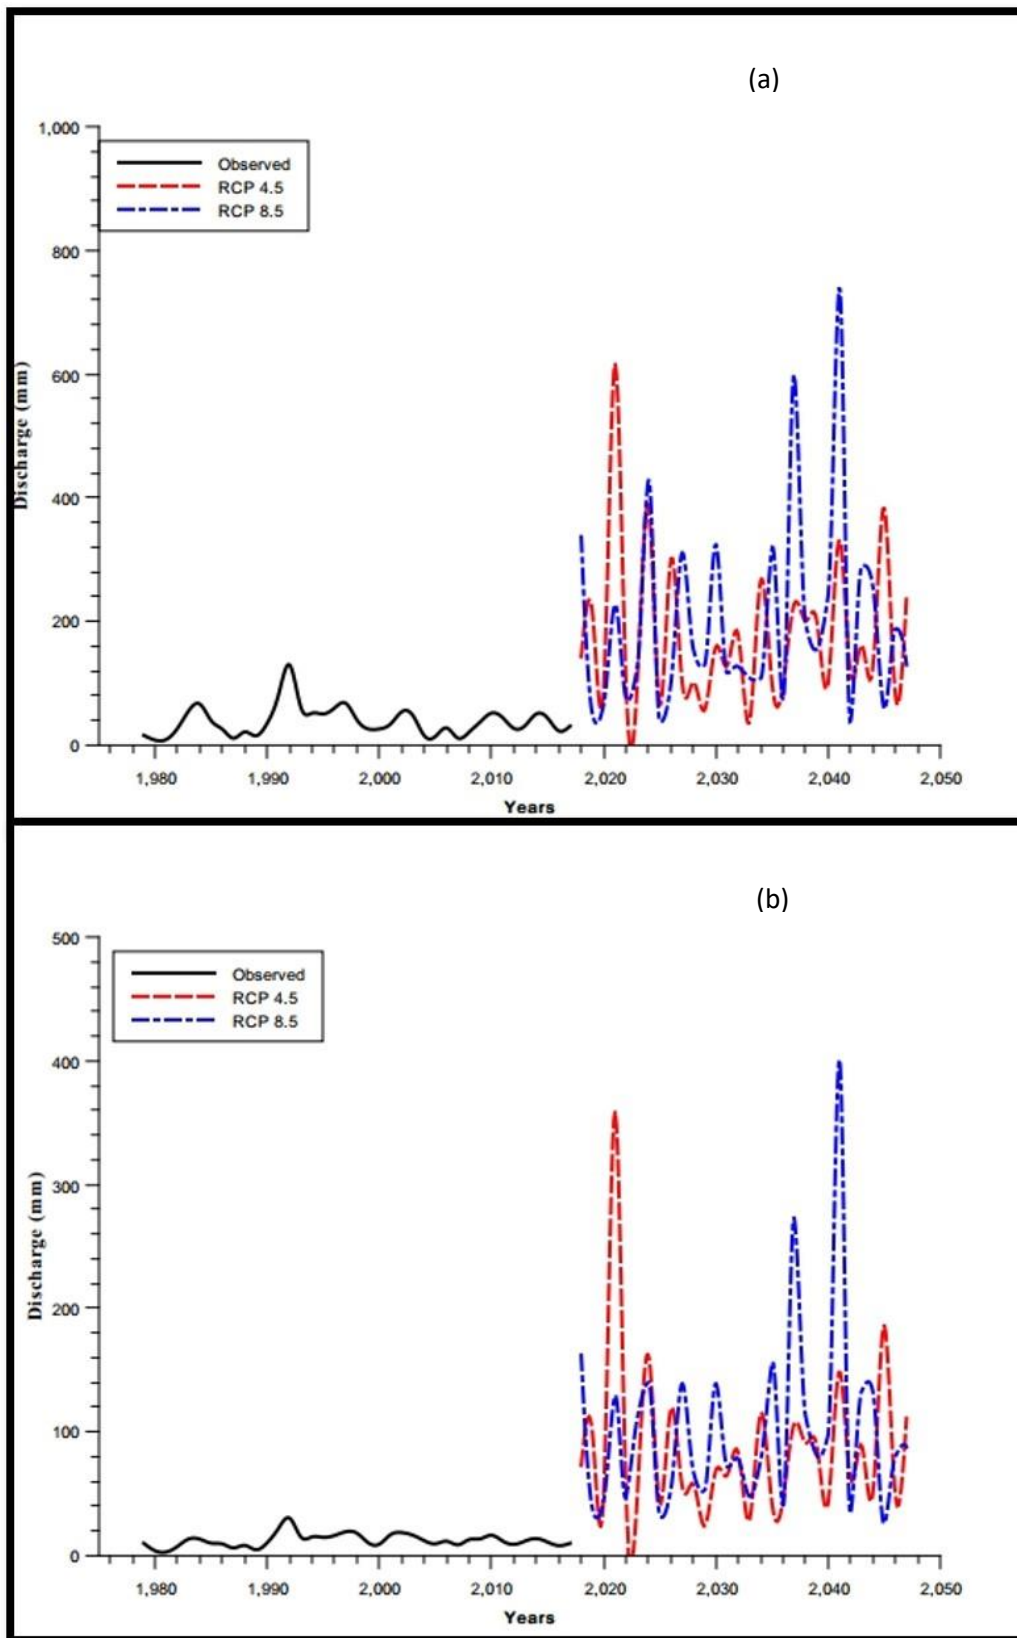 (a)
1,000
800
600
400
200
0
Discharge (mm)
Observed
RCP 4.5
RCP 8.5
1,980 1,990 2,000 2,010 2,020 2,030 2,040 2,050
Years
(b)
500
400
300
200
100
0
Discharge (mm)
Observed
RCP 4.5
RCP 8.5
1,980 1,990 2,000 2,010 2,020 2,030 2,040 2,050
Years